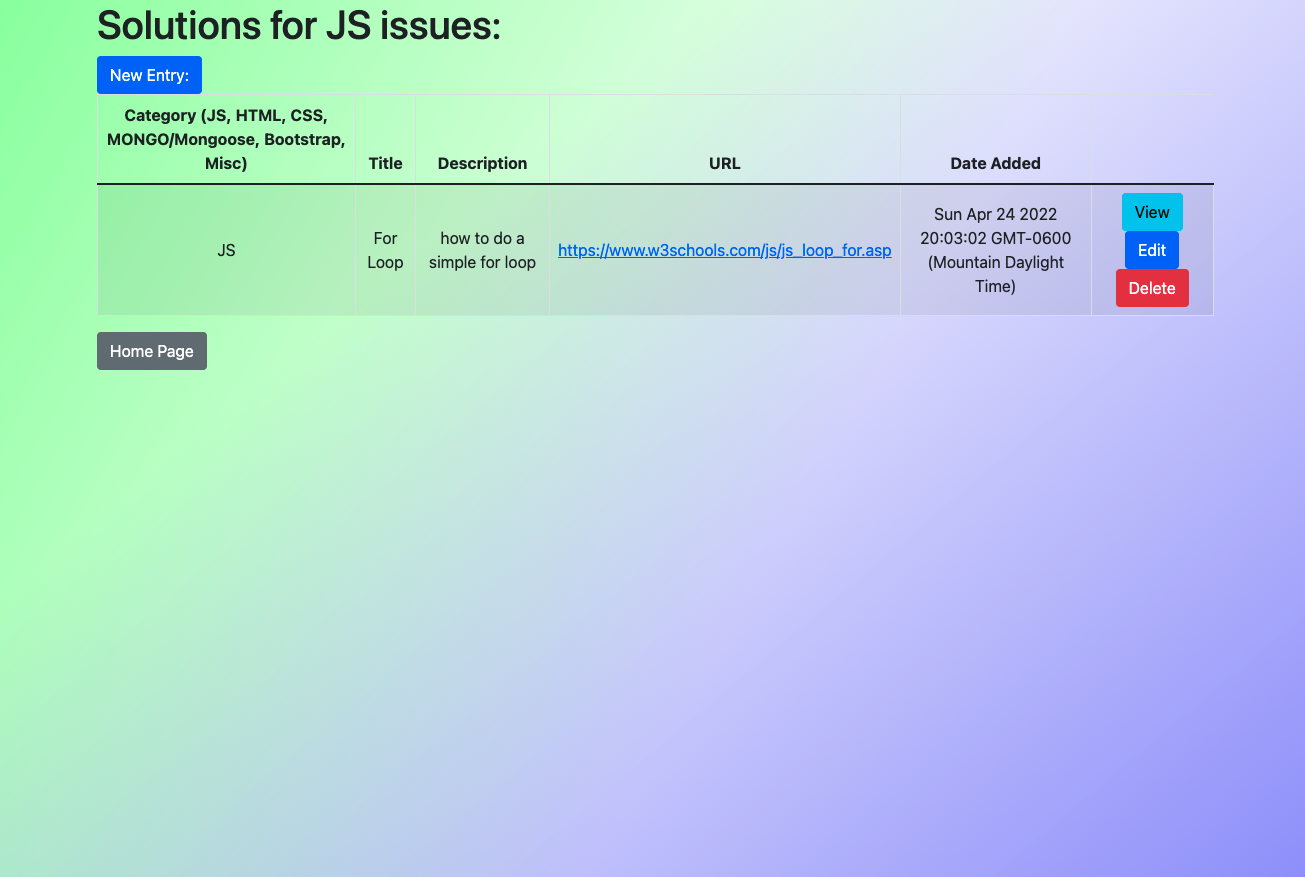 Solutions for JS issues:
New Entry:
Category (JS, HTML, CSS,
MONGO/Mongoose, Bootstrap,
Misc)
Title
Description
URL
Date Added
JS
For
Loop
how to do a
simple for loop
https://www.w3schools.com/js/js_loop_for.asp
Sun Apr 24 2022
20:03:02 GMT-0600
(Mountain Daylight
Time)
View
Edit
Delete
Home Page